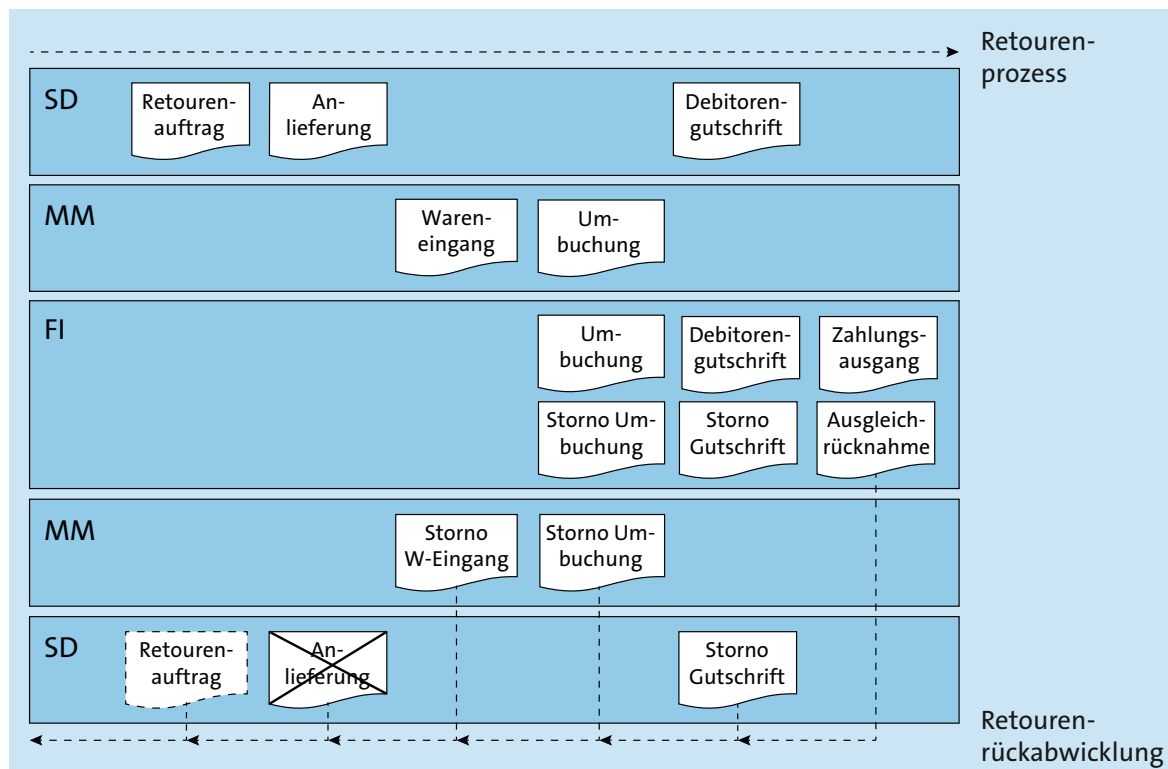 Retouren-
prozess
SD
Retouren-
auftrag
An-
lieferung
Debitoren-
gutschrift
MM
Waren-
eingang
Um-
buchung
FI
Um-
buchung
Debitoren-
gutschrift
Zahlungs-
ausgang
Storno Um-
buchung
Storno
Gutschrift
Ausgleich-
rücknahme
MM
Storno
W-Eingang
Storno Um-
buchung
SD
Retouren-
auftrag
An-
lieferung
Storno
Gutschrift
Retouren-
rückabwicklung